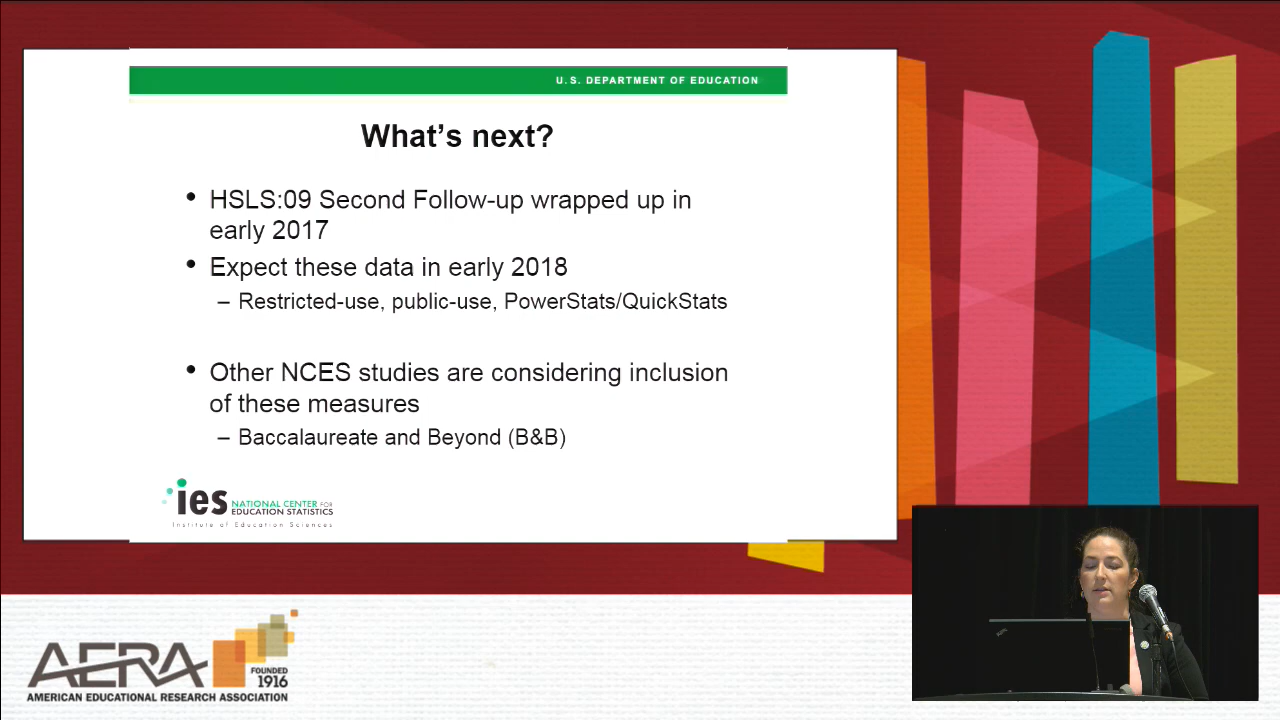 U.S. DEPARTMENT OF EDUCATION
What's next?
• HSLS:09 Second Follow-up wrapped up in
early 2017
• Expect these data in early 2018
– Restricted-use, public-use, PowerStats/QuickStats
• Other NCES studies are considering inclusion
of these measures
– Baccalaureate and Beyond (B&B)
ies NATIONAL CENTER FOR
EDUCATION STATISTICS
Institute of Education Sciences
AERA
FOUNDED
1916
AMERICAN EDUCATIONAL RESEARCH ASSOCIATION